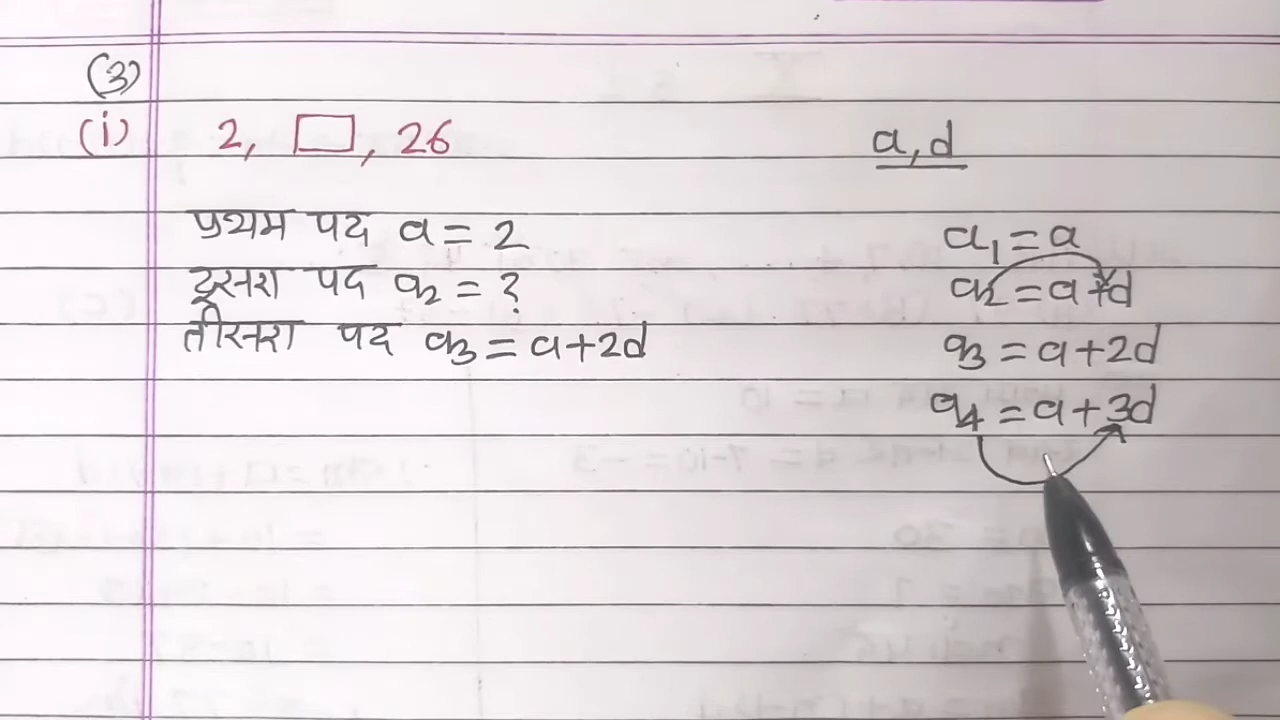 (3)
(i) 2, □, 26
a, d
प्रथम पद a = 2
दूसरा पद a2 = ?
तीसरा पद a3 = a+2d
a1 = a
a2 = a+d
a3 = a+2d
a4 = a+3d